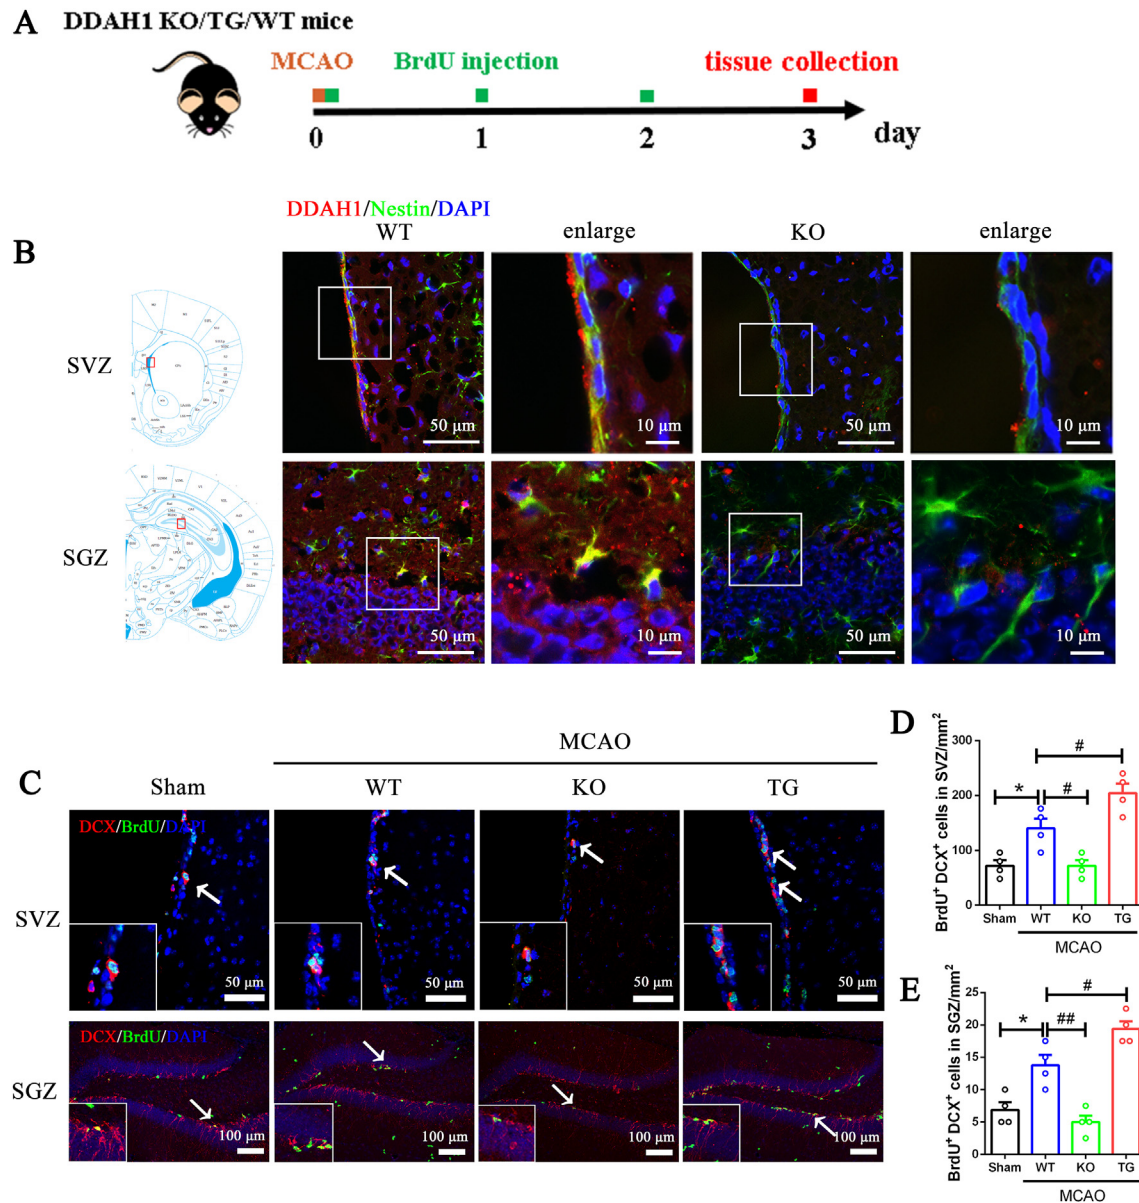 A
DDAH1 KO/TG/WT mice
MCAO
BrdU injection
tissue collection
0
1
2
3
day
DDAH1/Nestin/DAPI
B
WT
enlarge
KO
enlarge
SVZ
50 µm
10 µm
50 µm
10 µm
SGZ
50 µm
10 µm
50 µm
10 µm
MCAO
C
Sham
WT
KO
TG
DCX/BrdU/DAPI
SVZ
50 µm
50 µm
50 µm
50 µm
DCX/BrdU/DAPI
SGZ
100 µm
100 µm
100 µm
100 µm
D
BrdU⁺ DCX⁺ cells in SVZ/mm²
300
200
100
0
*
#
#
Sham
WT
KO
TG
MCAO
E
BrdU⁺ DCX⁺ cells in SGZ/mm²
25
20
15
10
5
0
*
##
#
Sham
WT
KO
TG
MCAO